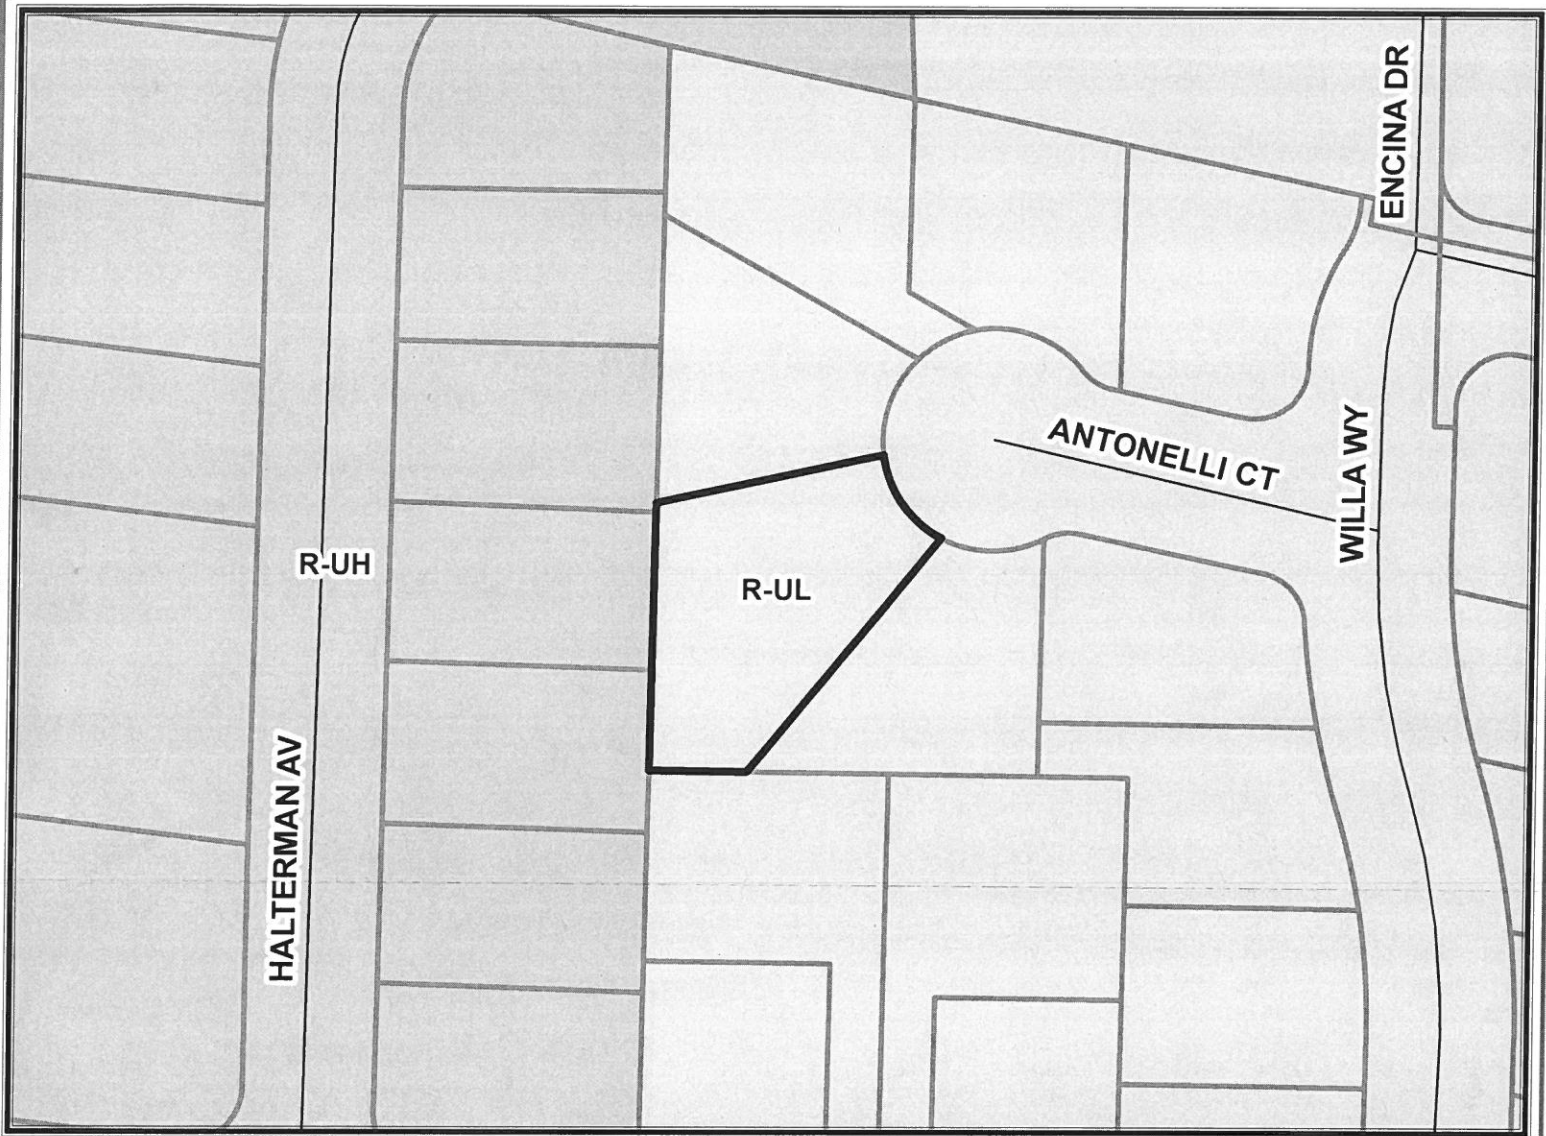 ENCINA DR
ANTONELLI CT
WILLA WY
R-UH
R-UL
HALTERMAN AV